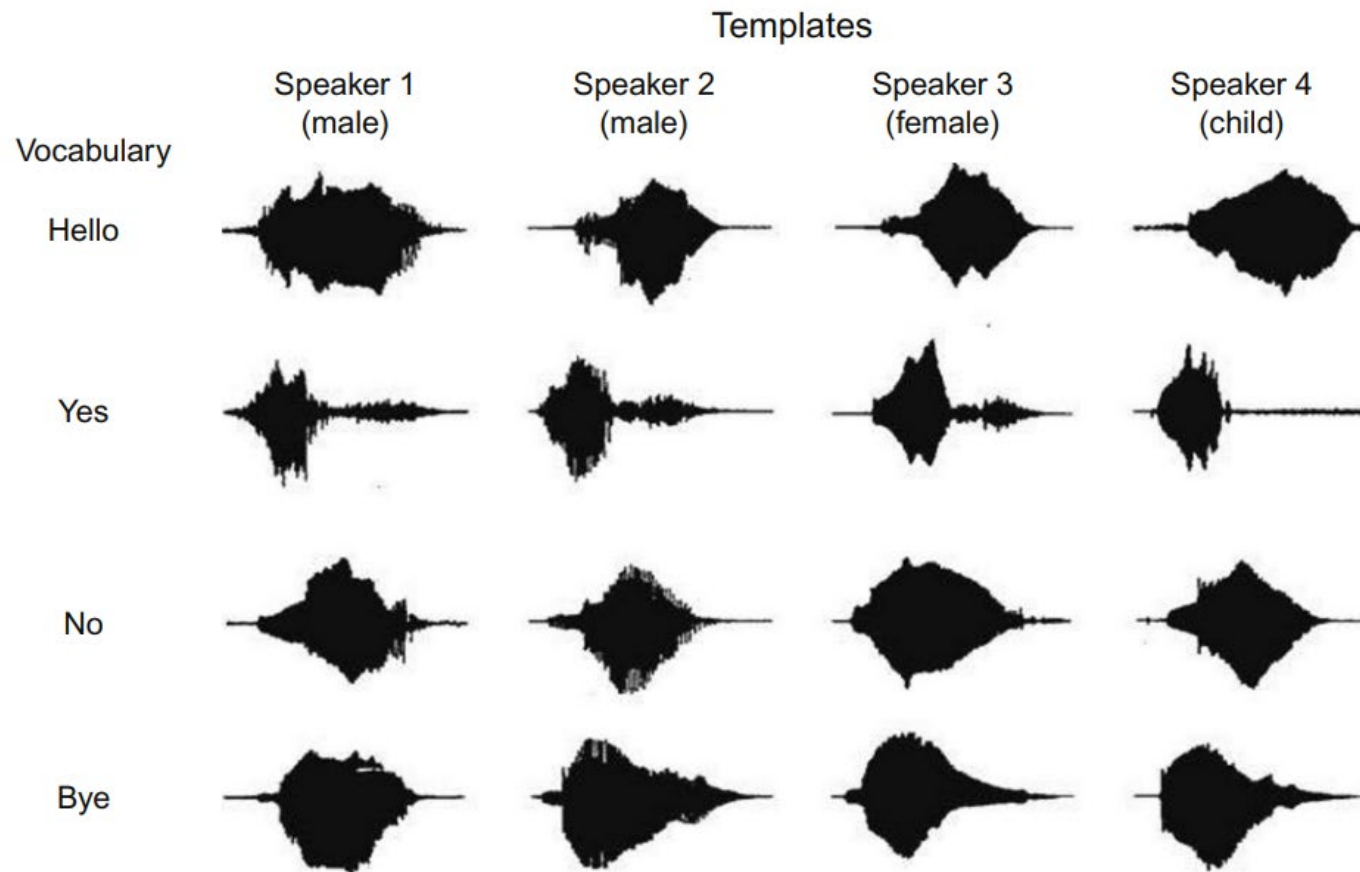 Templates
Speaker 1
(male)
Speaker 2
(male)
Speaker 3
(female)
Speaker 4
(child)
Vocabulary
Hello
Yes
No
Bye